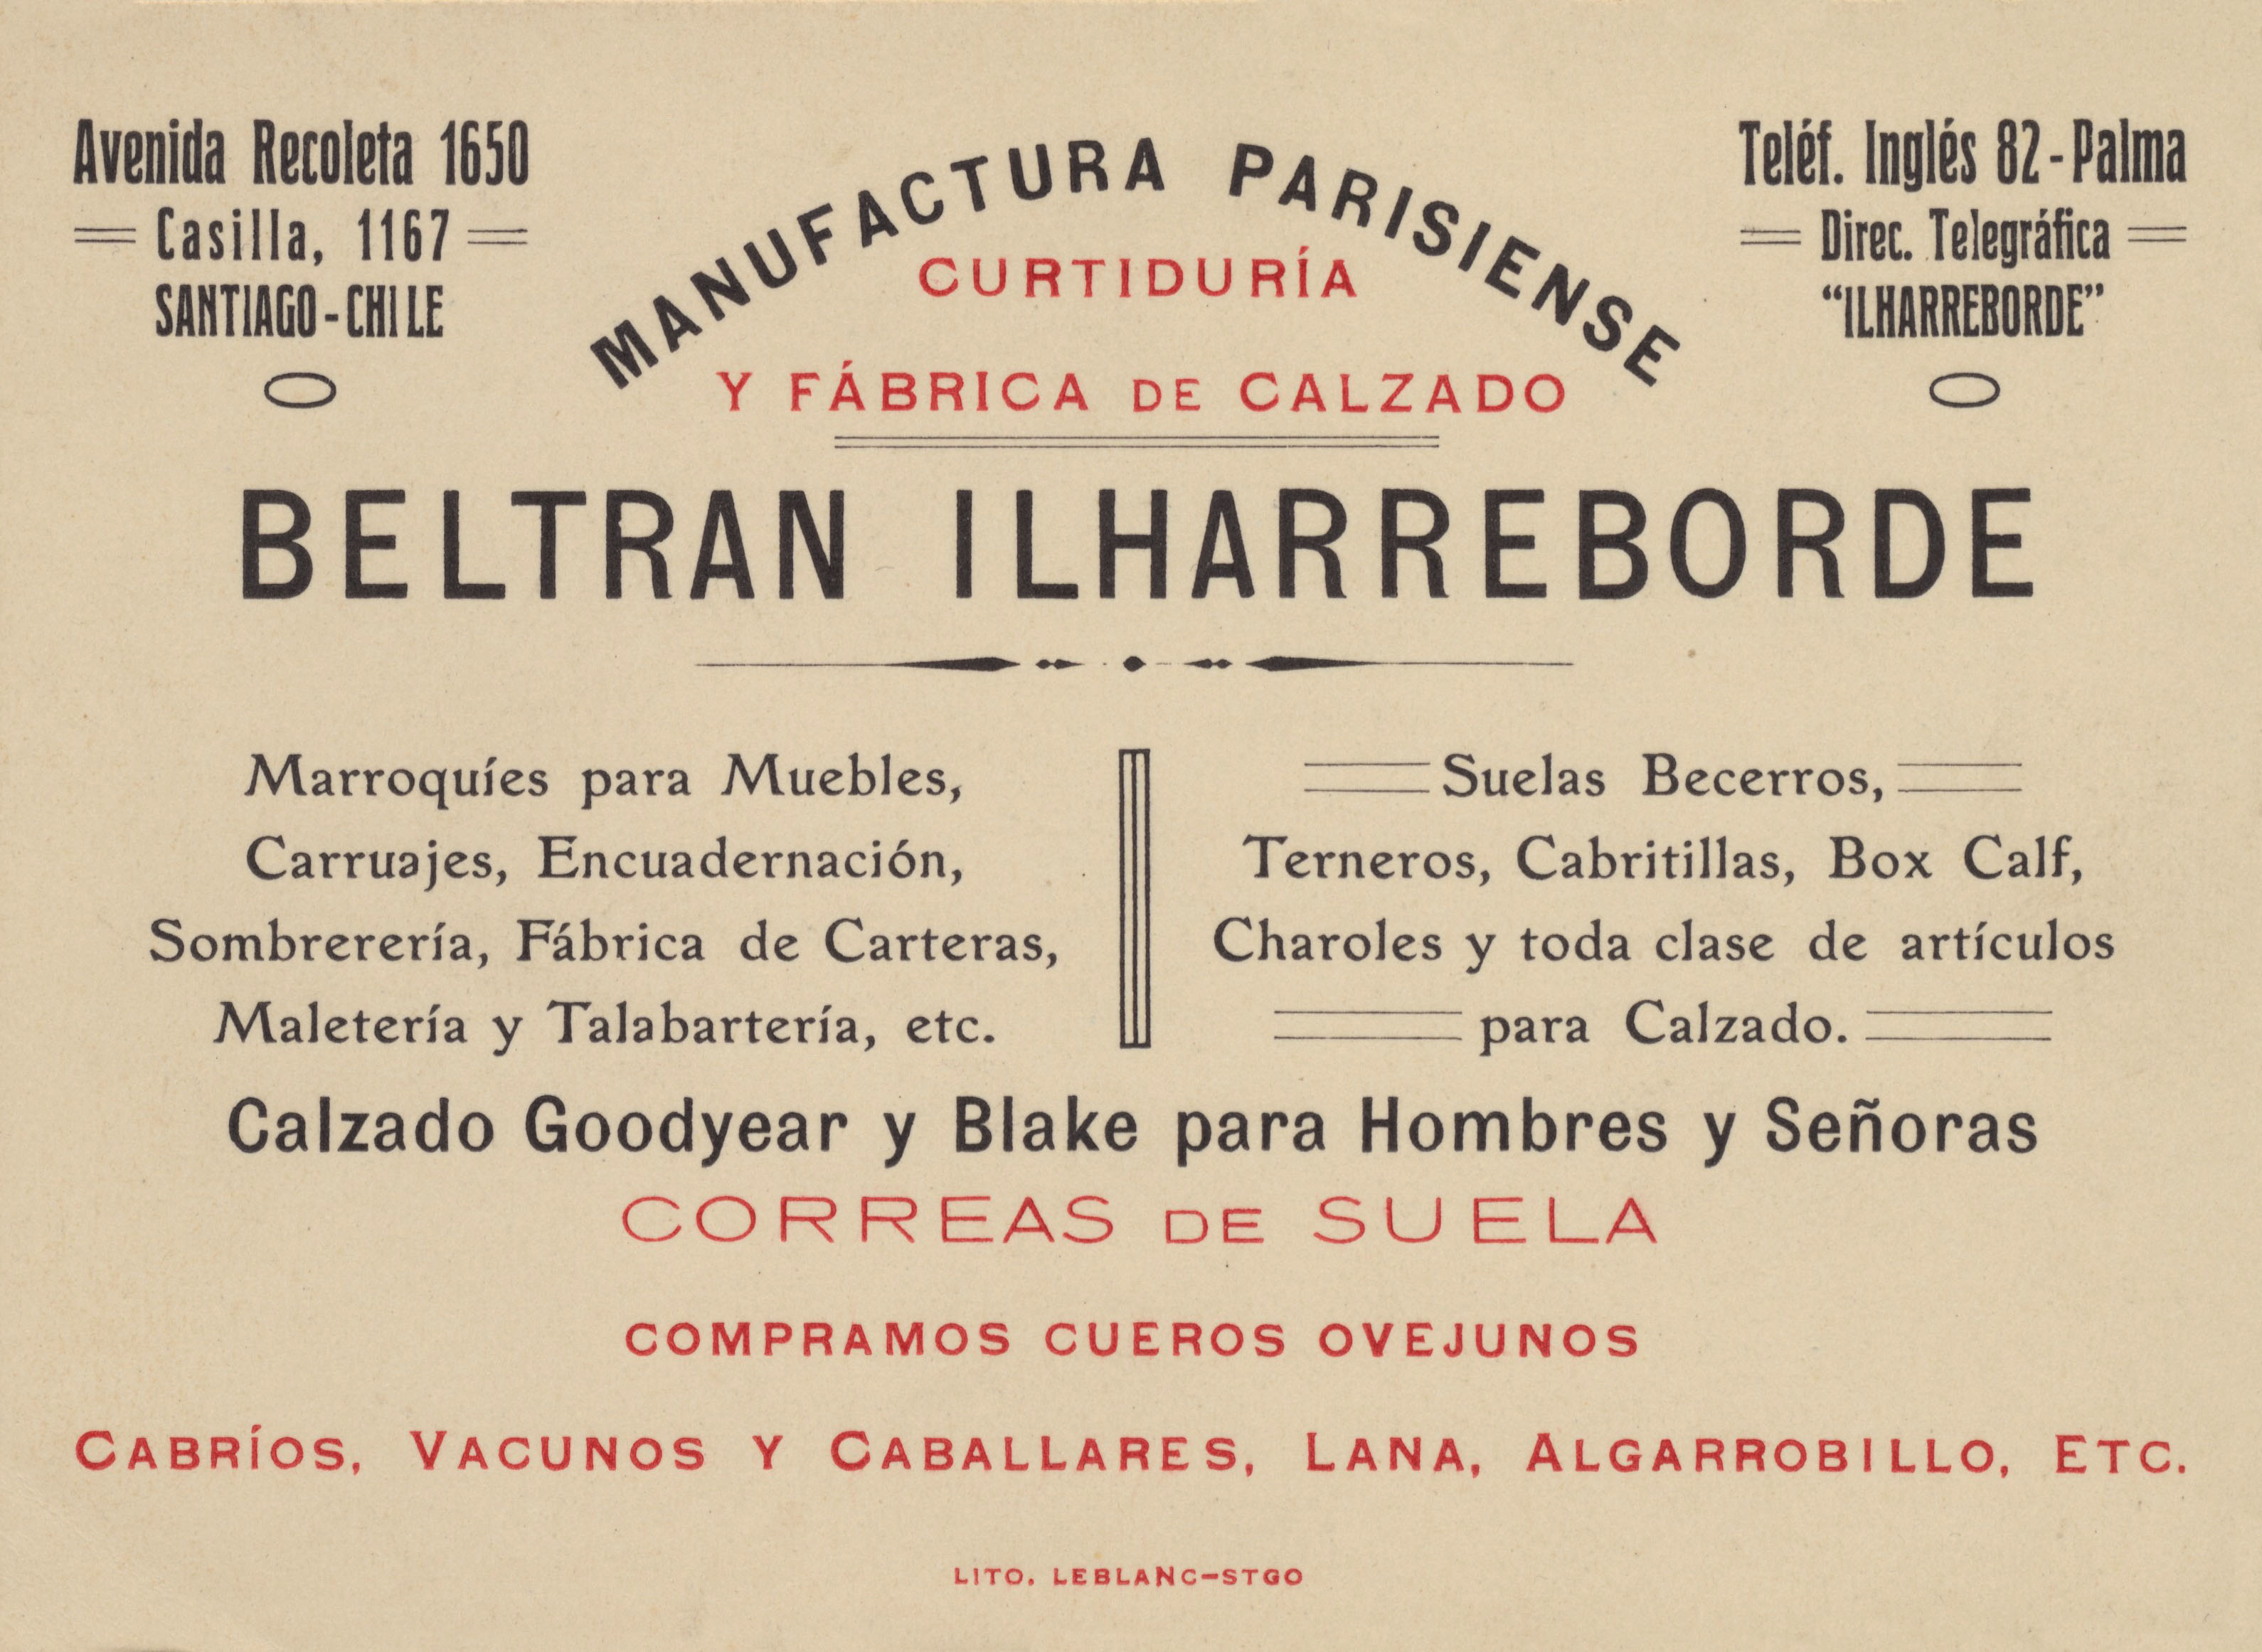 Avenida Recoleta 1650
Casilla, 1167
SANTIAGO-CHILE
MANUFACTURA PARISIENSE
CURTIDURÍA
Y FÁBRICA DE CALZADO
Teléf. Inglés 82-Palma
Direc. Telegráfica
“ILHARREBORDE”
BELTRAN ILHARREBORDE
Marroquíes para Muebles,
Carruajes, Encuadernación,
Sombrerería, Fábrica de Carteras,
Maletería y Talabartería, etc.
Suelas Becerros,
Terneros, Cabritillas, Box Calf,
Charoles y toda clase de artículos
para Calzado.
Calzado Goodyear y Blake para Hombres y Señoras
CORREAS DE SUELA
COMPRAMOS CUEROS OVEJUNOS
CABRÍOS, VACUNOS Y CABALLARES, LANA, ALGARROBILLO, ETC.
LITO. LEBLANC-STGO